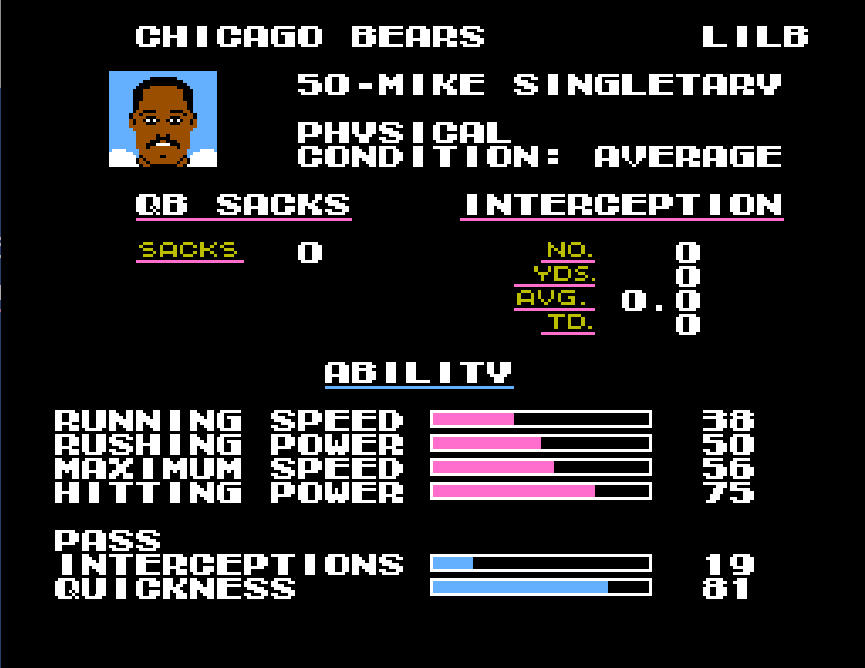 CHICAGO BEARS LILB
50-MIKE SINGLETARY
PHYSICAL
CONDITION: AVERAGE
QB SACKS INTERCEPTION
SACKS 0 NO. 0
YDS. 0
AVG. 0.0
TD. 0
ABILITY
RUNNING SPEED 38
RUSHING POWER 50
MAXIMUM SPEED 56
HITTING POWER 75
PASS
INTERCEPTIONS 19
QUICKNESS 81